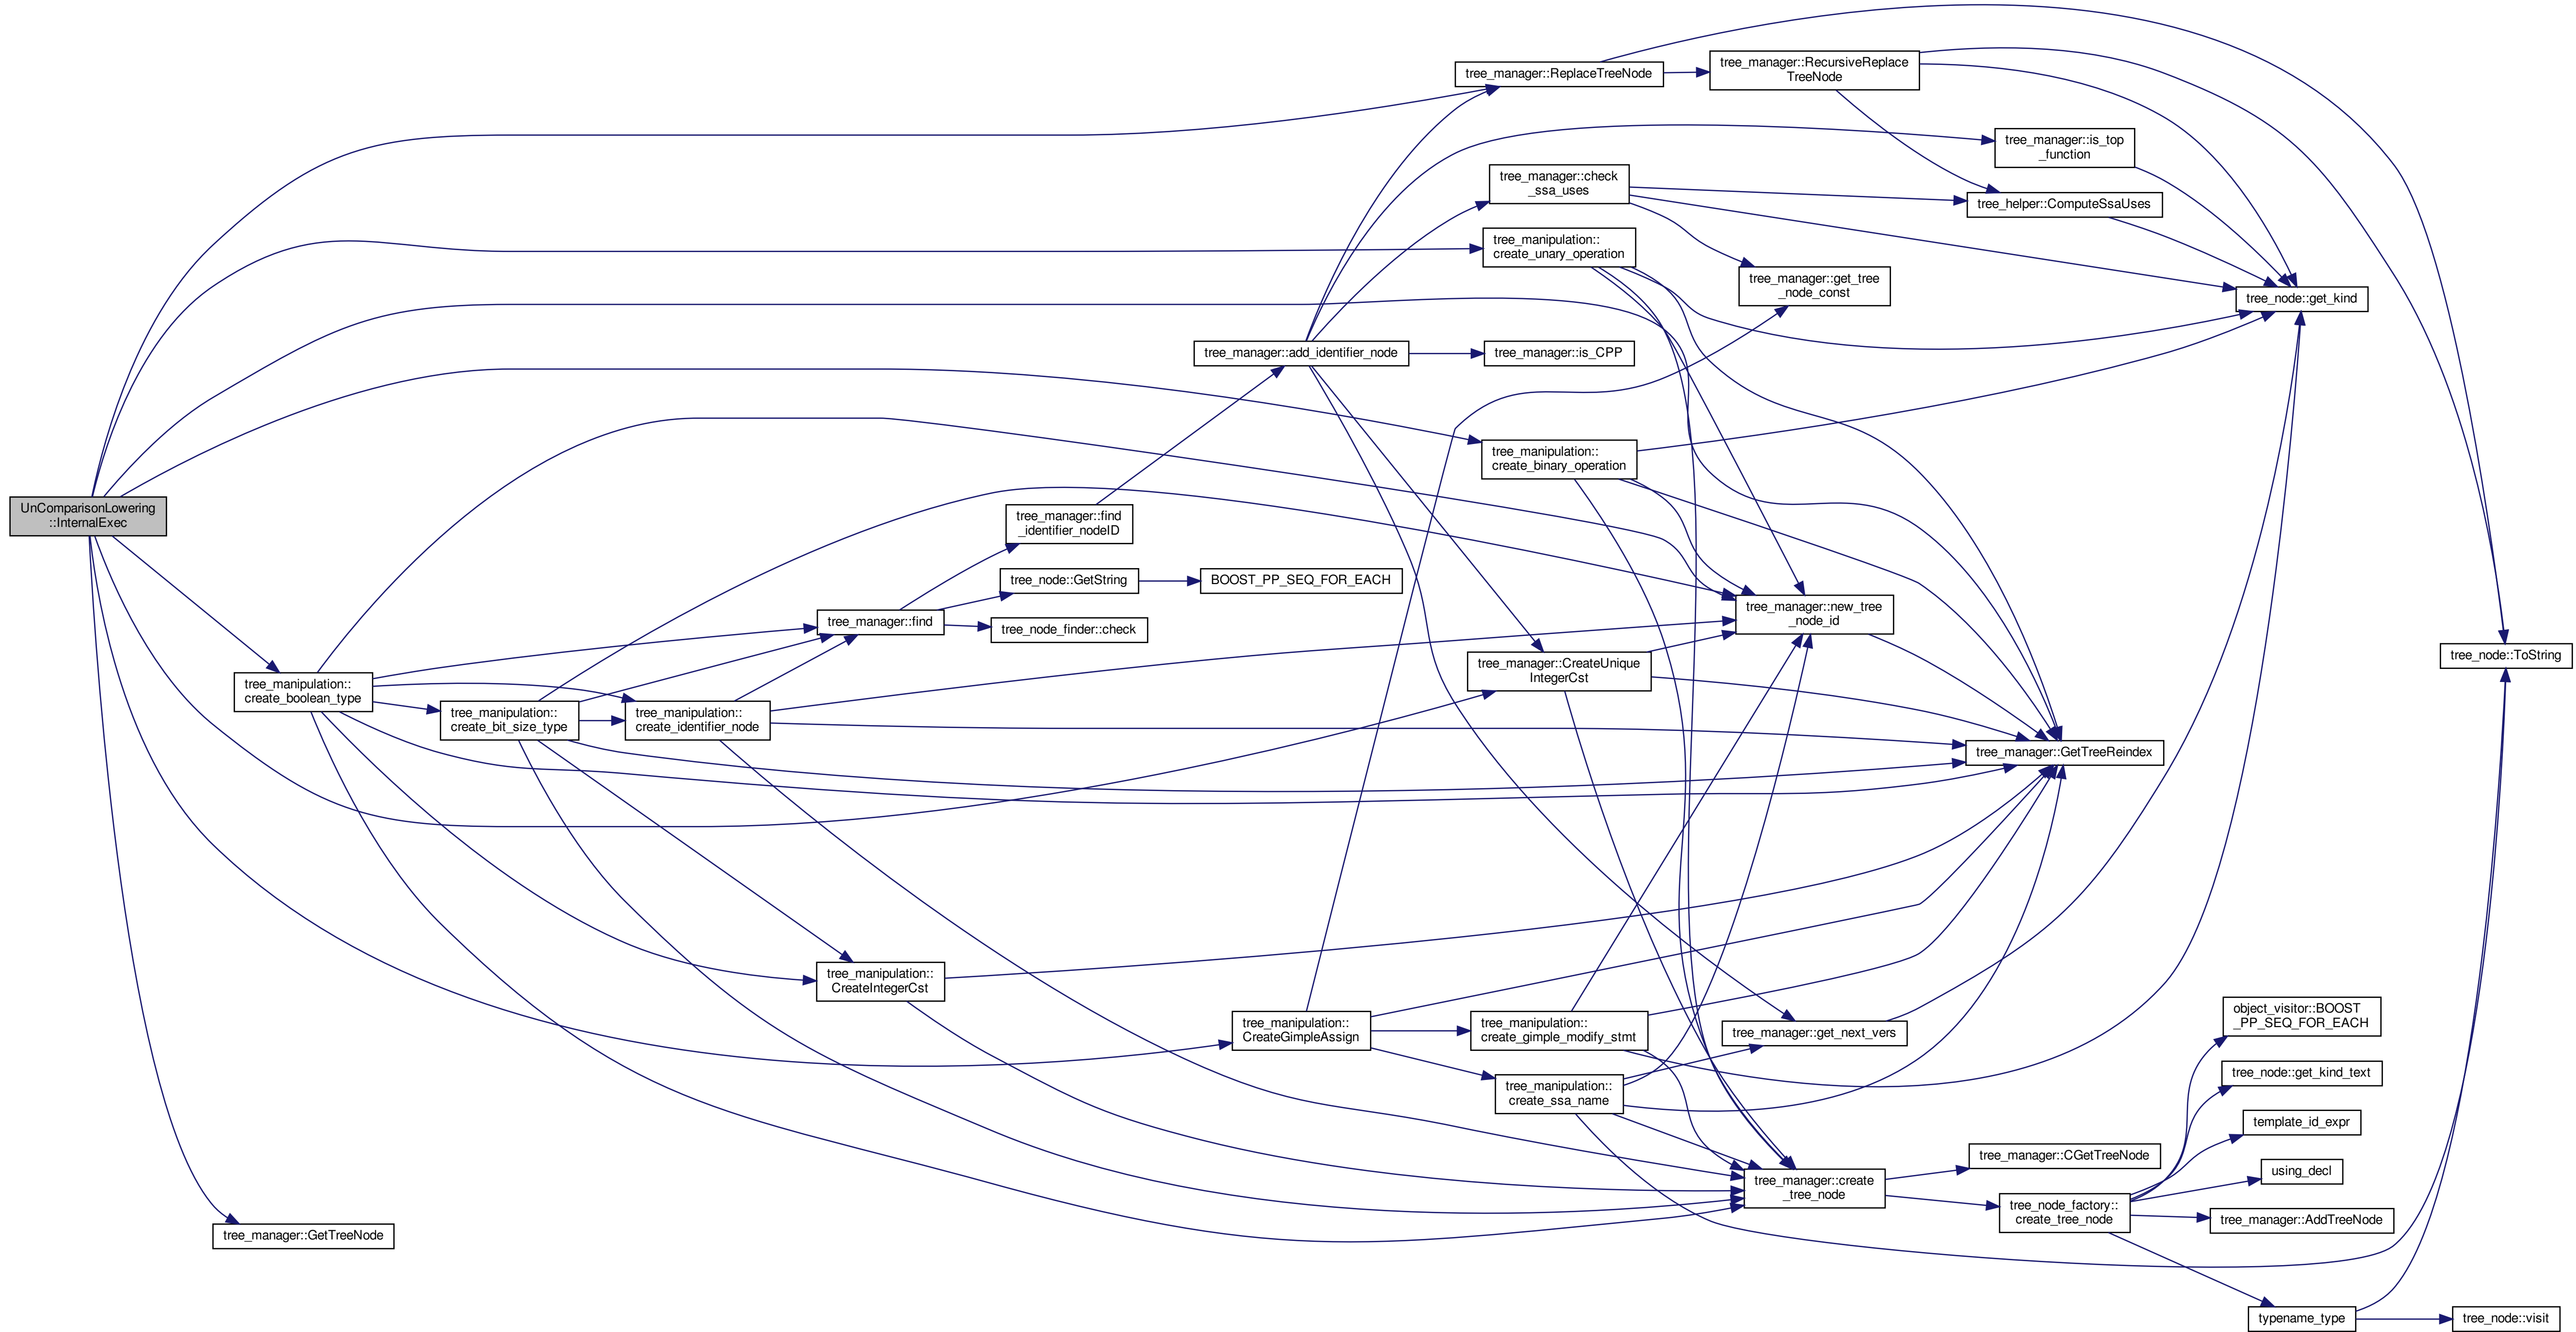 UnComparisonLowering
::InternalExec
tree_manager::GetTreeNode
tree_manipulation::
create_boolean_type
tree_manipulation::
create_bit_size_type
tree_manipulation::
create_identifier_node
tree_manager::find
tree_manipulation::
CreateIntegerCst
tree_manager::find
_identifier_nodeID
tree_node::GetString
tree_node_finder::check
BOOST_PP_SEQ_FOR_EACH
tree_manager::add_identifier_node
tree_manipulation::
CreateGimpleAssign
tree_manager::ReplaceTreeNode
tree_manager::check
_ssa_uses
tree_manipulation::
create_unary_operation
tree_manager::is_CPP
tree_manipulation::
create_binary_operation
tree_manager::CreateUnique
IntegerCst
tree_manipulation::
create_gimple_modify_stmt
tree_manipulation::
create_ssa_name
tree_manager::RecursiveReplace
TreeNode
tree_manager::get_tree
_node_const
tree_manager::new_tree
_node_id
tree_manager::get_next_vers
tree_manager::create
_tree_node
tree_manager::is_top
_function
tree_helper::ComputeSsaUses
tree_manager::GetTreeReindex
tree_manager::CGetTreeNode
tree_node_factory::
create_tree_node
tree_node::get_kind
object_visitor::BOOST
_PP_SEQ_FOR_EACH
tree_node::get_kind_text
template_id_expr
using_decl
tree_manager::AddTreeNode
typename_type
tree_node::ToString
tree_node::visit